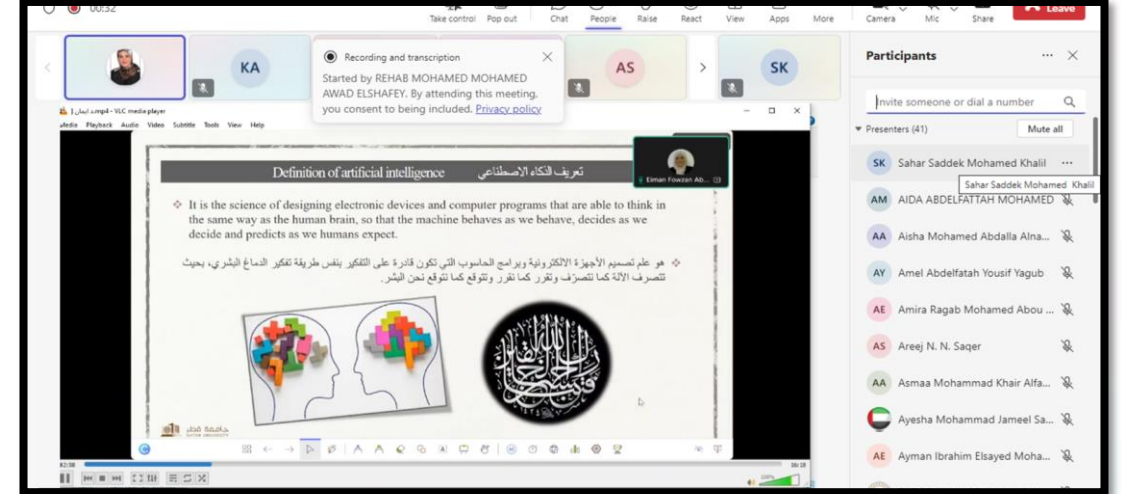 00:32
Take control Pop out Chat People Raise React View Apps More Camera Mic Share Leave
KA
AS
SK
Recording and transcription
Started by REHAB MOHAMED MOHAMED
AWAD ELSHAFEY. By attending this meeting,
you consent to being included. Privacy policy
.mp4 - VLC media player
Media Playback Audio Video Subtitle Tools View Help
Definition of artificial intelligence تعريف الذكاء الاصطناعي
Eiman Fowzan Ab...
It is the science of designing electronic devices and computer programs that are able to think in
the same way as the human brain, so that the machine behaves as we behave, decides as we
decide and predicts as we humans expect.
هو علم تصميم الأجهزة الالكترونية وبرامج الحاسوب التي تكون قادرة على التفكير بنفس طريقة تفكير الدماغ البشري، بحيث
تتصرف الآلة كما نتصرف وتقرر كما نقرر وتتوقع كما نتوقع نحن البشر.
جامعة قطر
QATAR UNIVERSITY
100%
Participants
Invite someone or dial a number
Presenters (41) Mute all
SK Sahar Saddek Mohamed Khalil
Sahar Saddek Mohamed Khalil
AM AIDA ABDELFATTAH MOHAMED
AA Aisha Mohamed Abdalla Alna...
AY Amel Abdelfatah Yousif Yagub
AE Amira Ragab Mohamed Abou ...
AS Areej N. N. Saqer
AA Asmaa Mohammad Khair Alfa...
Ayesha Mohammad Jameel Sa...
AE Ayman Ibrahim Elsayed Moha...